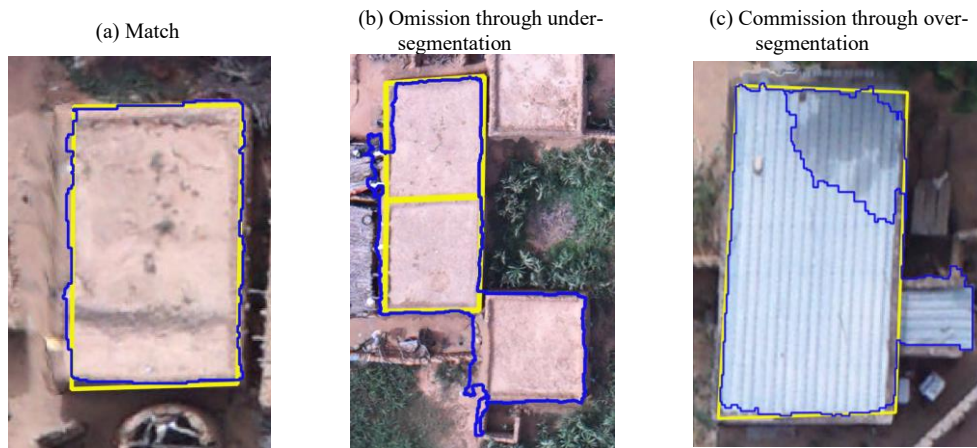 (a) Match
(b) Omission through under-
segmentation
(c) Commission through over-
segmentation